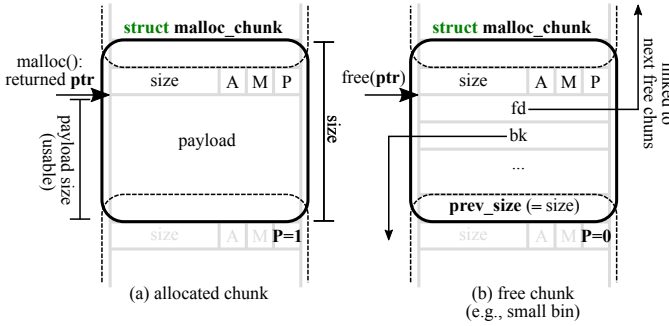 struct malloc_chunk
malloc():
returned ptr
size A M P
payload
payload size
(usable)
size
size A M P=1
(a) allocated chunk
struct malloc_chunk
free(ptr)
size A M P
fd
bk
...
prev_size (= size)
size A M P=0
linked to
next free chuns
(b) free chunk
(e.g., small bin)